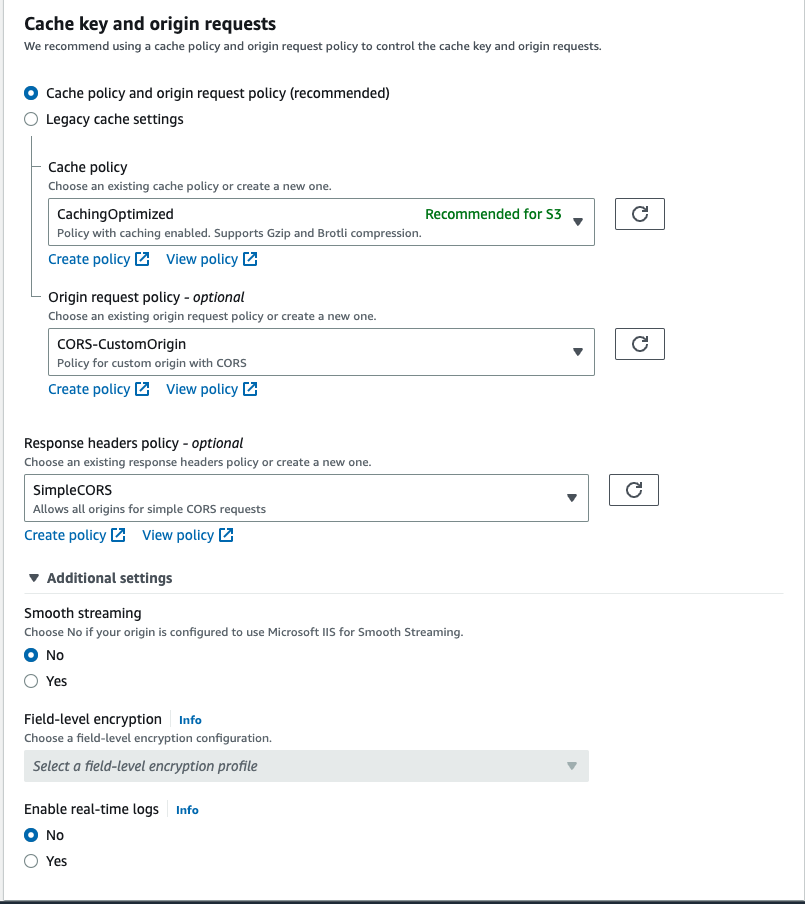 Cache key and origin requests
We recommend using a cache policy and origin request policy to control the cache key and origin requests.
Cache policy and origin request policy (recommended)
Legacy cache settings
Cache policy
Choose an existing cache policy or create a new one.
CachingOptimized Recommended for S3
Policy with caching enabled. Supports Gzip and Brotli compression.
Create policy View policy
Origin request policy - optional
Choose an existing origin request policy or create a new one.
CORS-CustomOrigin
Policy for custom origin with CORS
Create policy View policy
Response headers policy - optional
Choose an existing response headers policy or create a new one.
SimpleCORS
Allows all origins for simple CORS requests
Create policy View policy
Additional settings
Smooth streaming
Choose No if your origin is configured to use Microsoft IIS for Smooth Streaming.
No
Yes
Field-level encryption Info
Choose a field-level encryption configuration.
Select a field-level encryption profile
Enable real-time logs Info
No
Yes